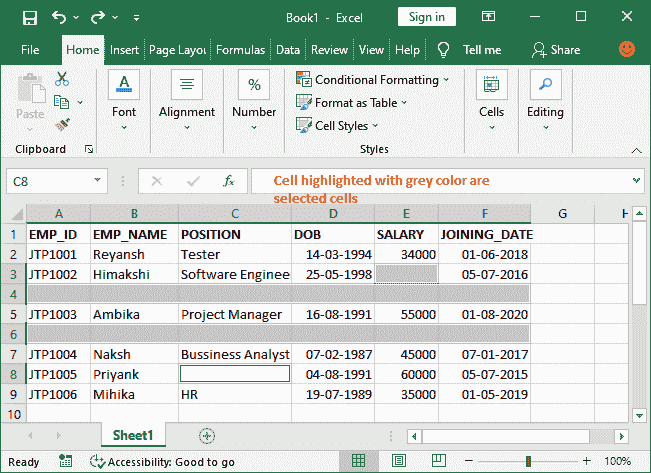 Book1 - Excel
Sign in
File Home Insert Page Layou Formulas Data Review View Help Tell me Share
Paste
Clipboard
Font
Alignment
%
Number
Conditional Formatting
Format as Table
Cell Styles
Styles
Cells
Editing
C8
fx
Cell highlighted with grey color are
selected cells
A B C D E F G H
1 EMP_ID EMP_NAME POSITION DOB SALARY JOINING_DATE
2 JTP1001 Reyansh Tester 14-03-1994 34000 01-06-2018
3 JTP1002 Himakshi Software Enginee 25-05-1998 05-07-2016
4
5 JTP1003 Ambika Project Manager 16-08-1991 55000 01-08-2020
6
7 JTP1004 Naksh Bussiness Analyst 07-02-1987 45000 07-01-2017
8 JTP1005 Priyank 04-08-1991 60000 05-07-2015
9 JTP1006 Mihika HR 19-07-1989 35000 01-05-2019
10
Sheet1
Ready Accessibility: Good to go 100%